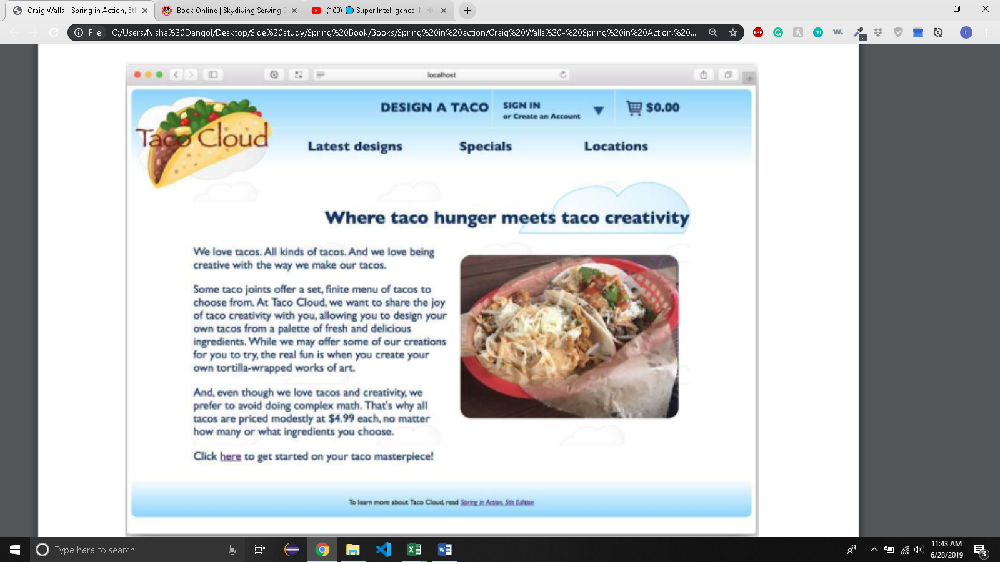 Craig Walls - Spring in Action, 5th
Book Online | Skydiving Serving D
(109) Super Intelligence:
File C:/Users/Nisha%20Dangol/Desktop/Side%20study/Spring%20Book/Books/Spring%20in%20action/Craig%20Walls%20-%20Spring%20in%20Action,%20...
ABP
m
w.
r
localhost
Taco Cloud
DESIGN A TACO
SIGN IN
or Create an Account
$0.00
Latest designs Specials Locations
Where taco hunger meets taco creativity
We love tacos. All kinds of tacos. And we love being
creative with the way we make our tacos.
Some taco joints offer a set, finite menu of tacos to
choose from. At Taco Cloud, we want to share the joy
of taco creativity with you, allowing you to design your
own tacos from a palette of fresh and delicious
ingredients. While we may offer some of our creations
for you to try, the real fun is when you create your
own tortilla-wrapped works of art.
And, even though we love tacos and creativity, we
prefer to avoid doing complex math. That's why all
tacos are priced modestly at $4.99 each, no matter
how many or what ingredients you choose.
Click here to get started on your taco masterpiece!
To learn more about Taco Cloud, read Spring in Action, 5th Edition
Type here to search
11:43 AM
6/28/2019
3